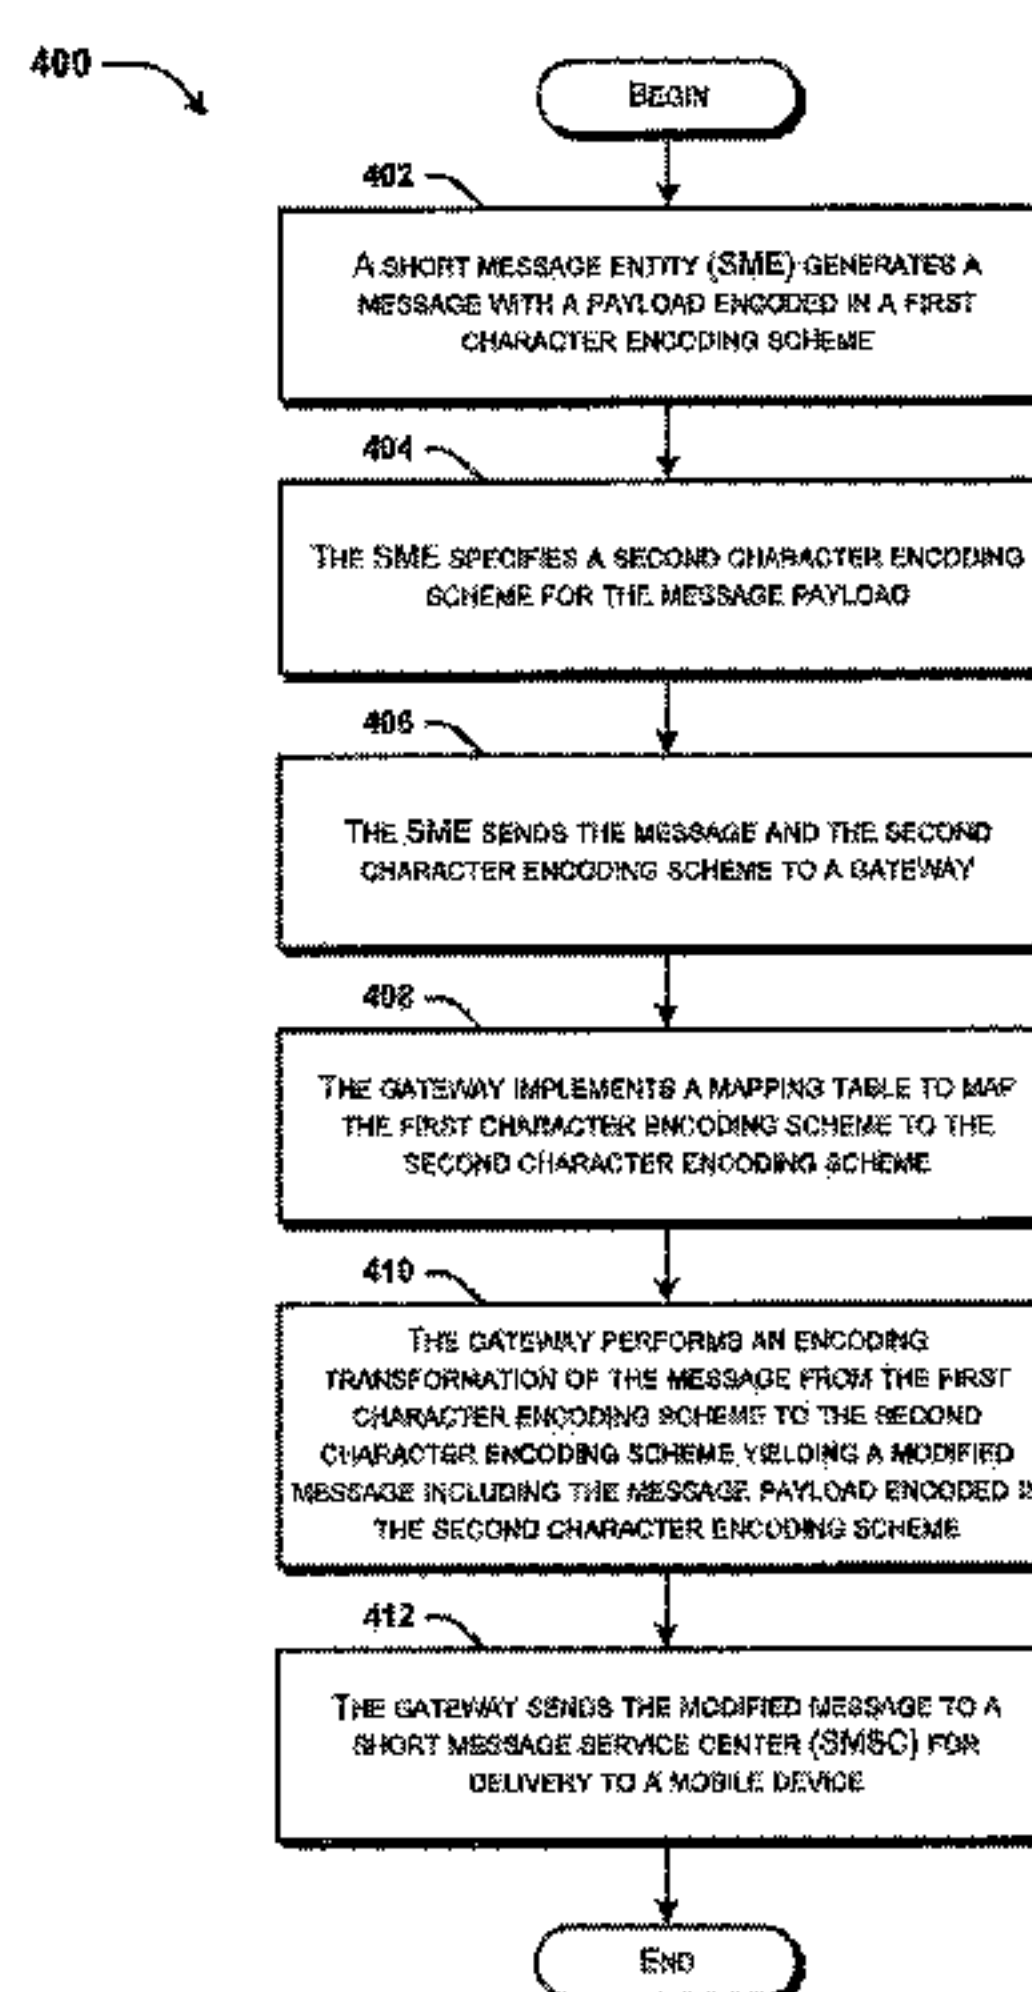 400
BEGIN
402
A SHORT MESSAGE ENTITY (SME) GENERATES A
MESSAGE WITH A PAYLOAD ENCODED IN A FIRST
CHARACTER ENCODING SCHEME
404
THE SME SPECIFIES A SECOND CHARACTER ENCODING
SCHEME FOR THE MESSAGE PAYLOAD
406
THE SME SENDS THE MESSAGE AND THE SECOND
CHARACTER ENCODING SCHEME TO A GATEWAY
408
THE GATEWAY IMPLEMENTS A MAPPING TABLE TO MAP
THE FIRST CHARACTER ENCODING SCHEME TO THE
SECOND CHARACTER ENCODING SCHEME
410
THE GATEWAY PERFORMS AN ENCODING
TRANSFORMATION OF THE MESSAGE FROM THE FIRST
CHARACTER ENCODING SCHEME TO THE SECOND
CHARACTER ENCODING SCHEME YIELDING A MODIFIED
MESSAGE INCLUDING THE MESSAGE PAYLOAD ENCODED
THE SECOND CHARACTER ENCODING SCHEME
412
THE GATEWAY SENDS THE MODIFIED MESSAGE TO A
SHORT MESSAGE SERVICE CENTER (SMSC) FOR
DELIVERY TO A MOBILE DEVICE
END